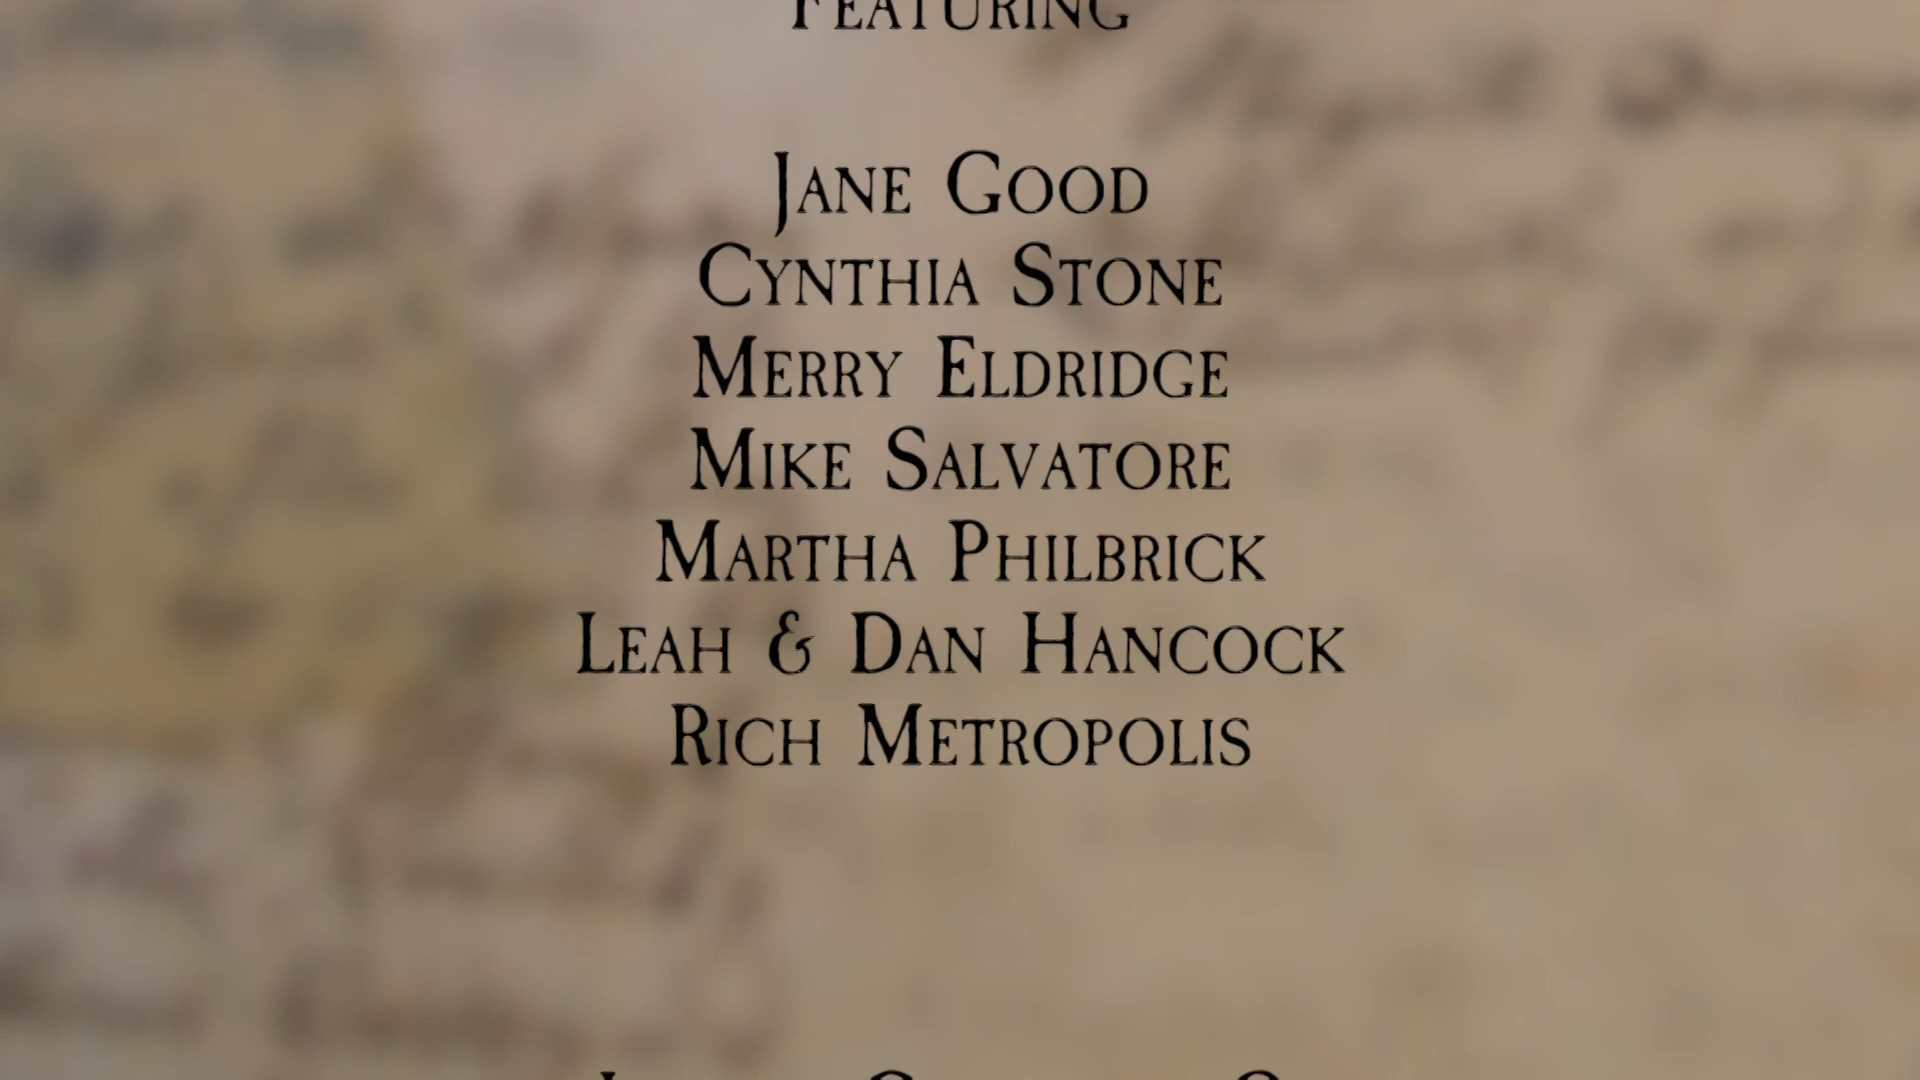 FEATURING
JANE GOOD
CYNTHIA STONE
MERRY ELDRIDGE
MIKE SALVATORE
MARTHA PHILBRICK
LEAH & DAN HANCOCK
RICH METROPOLIS